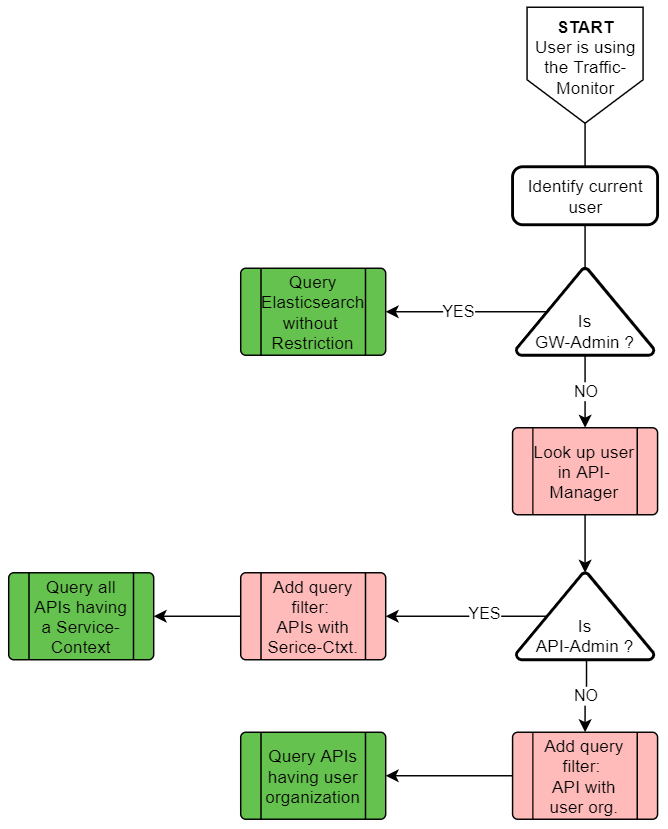 START
User is using
the Traffic-
Monitor
Identify current
user
Query
Elasticsearch
without
Restriction
YES
Is
GW-Admin ?
NO
Look up user
in API-
Manager
Query all
APIs having
a Service-
Context
Add query
filter:
APIs with
Serice-Ctxt.
YES
Is
API-Admin ?
NO
Query APIs
having user
organization
Add query
filter:
API with
user org.